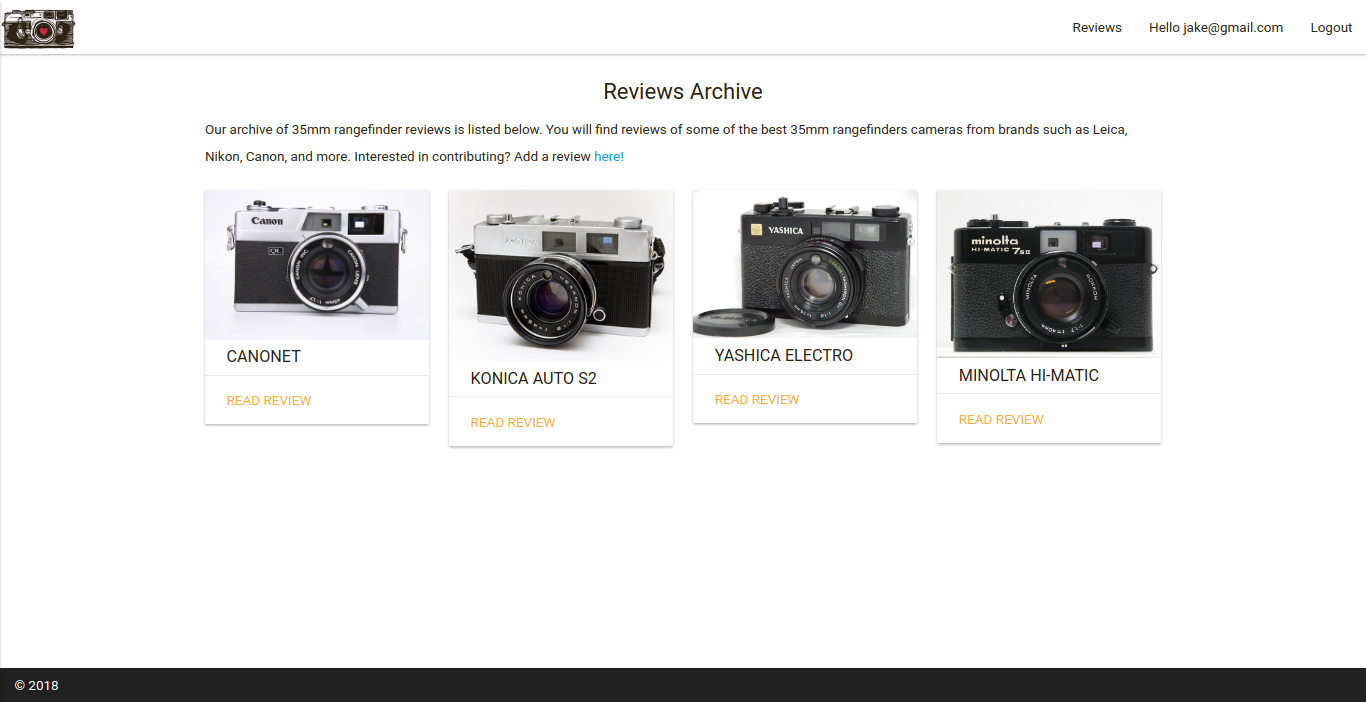 Reviews Hello jake@gmail.com Logout
Reviews Archive
Our archive of 35mm rangefinder reviews is listed below. You will find reviews of some of the best 35mm rangefinders cameras from brands such as Leica,
Nikon, Canon, and more. Interested in contributing? Add a review here!
Canon
QL
YASHICA
minolta
HI-MATIC 7sII
CANONET
KONICA AUTO S2
YASHICA ELECTRO
MINOLTA HI-MATIC
READ REVIEW
READ REVIEW
READ REVIEW
READ REVIEW
© 2018